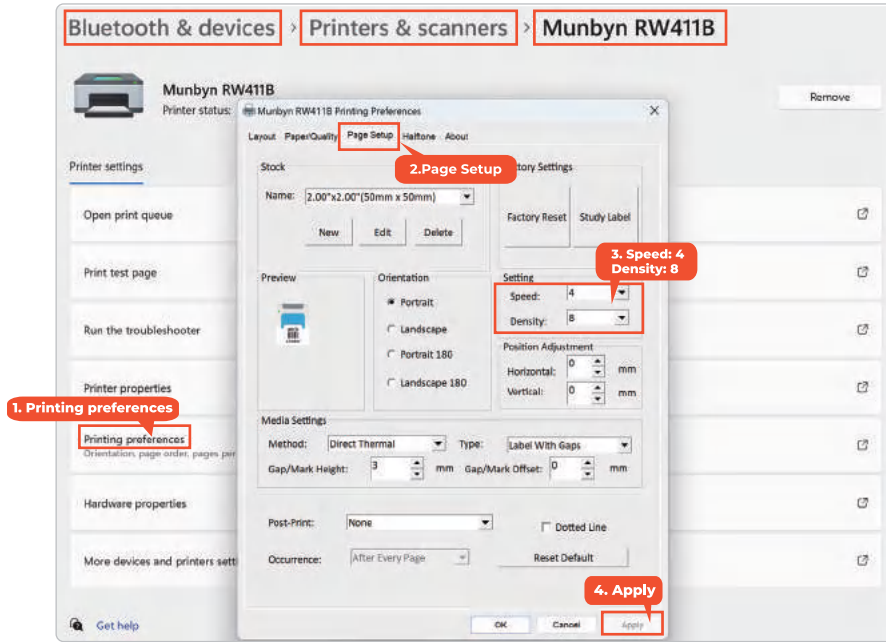 Bluetooth & devices › Printers & scanners › Munbyn RW411B
Munbyn RW411B
Printer status:
Remove
Munbyn RW411B Printing Preferences
Layout Paper/Quality Page Setup Halftone About
2.Page Setup
Printer settings
Open print queue
Print test page
Run the troubleshooter
Printer properties
1. Printing preferences
Printing preferences
Orientation, page order, pages per
Hardware properties
More devices and printers sett
Get help
Stock
Name: 2.00"x2.00"(50mm x 50mm)
New Edit Delete
tory Settings
Factory Reset Study Label
3. Speed: 4
Density: 8
Preview
Orientation
Portrait
Landscape
Portrait 180
Landscape 180
Setting
Speed: 4
Density: 8
Position Adjustment
Horizontal: 0 mm
Vertical: 0 mm
Media Settings
Method: Direct Thermal Type: Label With Gaps
Gap/Mark Height: 3 mm Gap/Mark Offset: 0 mm
Post-Print: None
Dotted Line
Occurrence: After Every Page
Reset Default
4. Apply
OK Cancel Apply